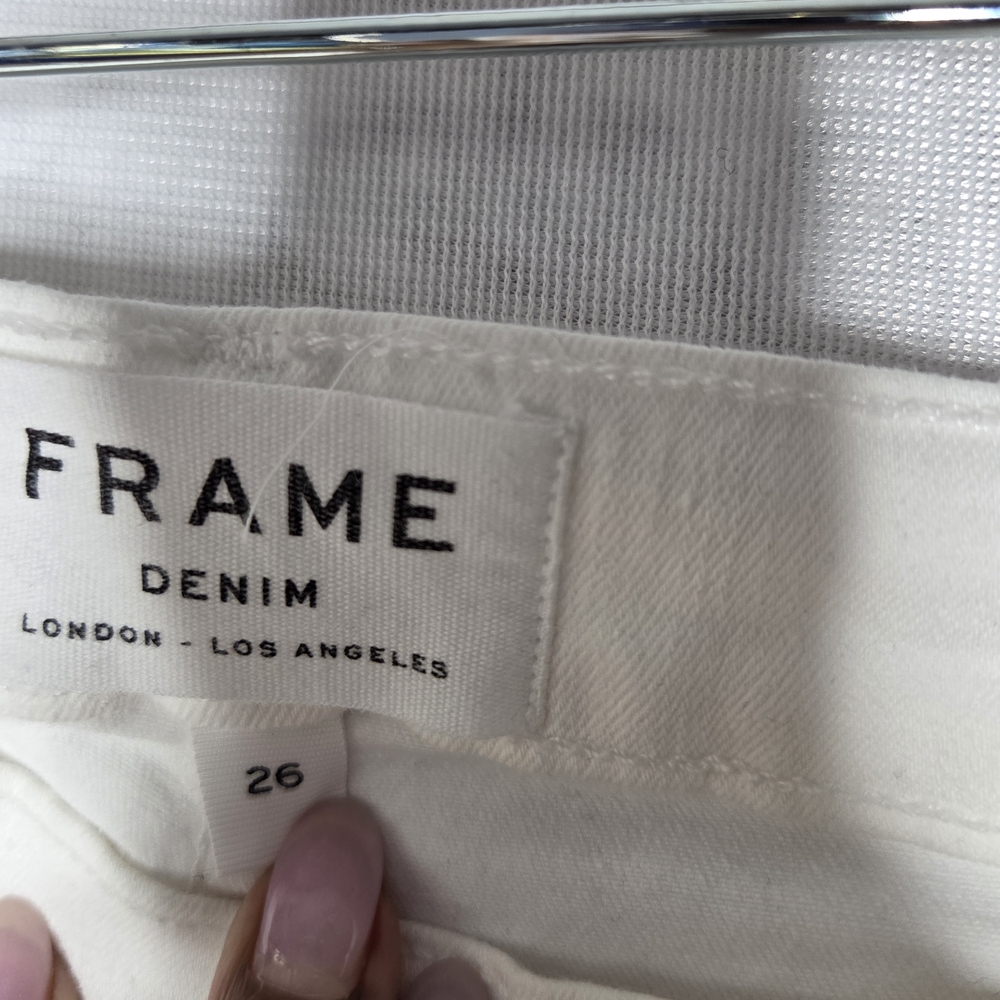 FRAME
DENIM
LONDON - LOS ANGELES
26